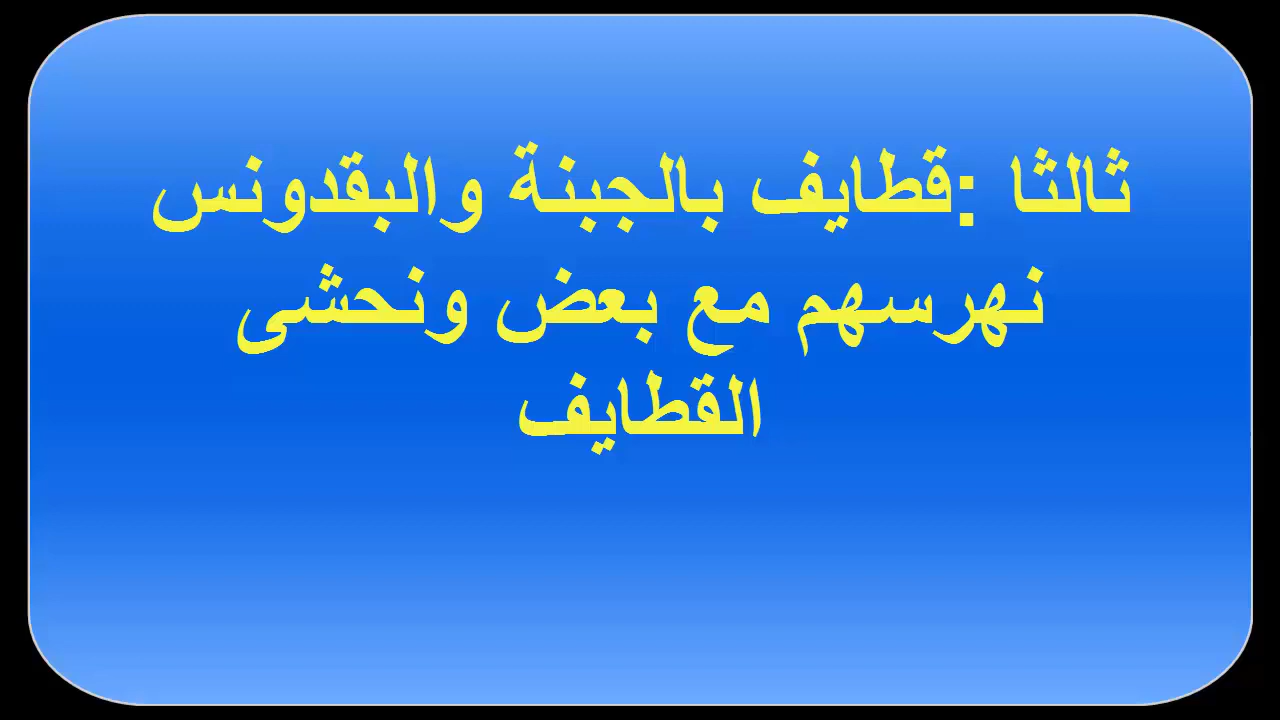 ثالثا :قطايف بالجبنة والبقدونس
نهرسهم مع بعض ونحشى
القطايف